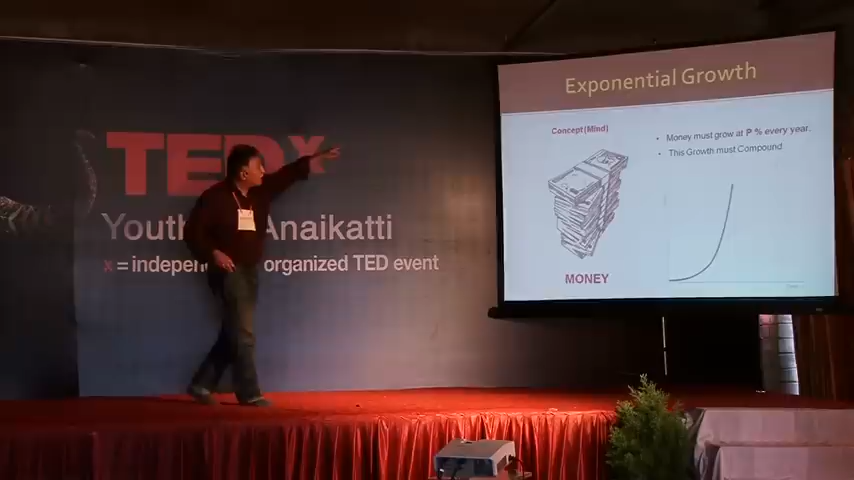 TEDx
Youth Anaikatti
x = independ organized TED event
Exponential Growth
Concept (Mind)
• Money must grow at P % every year.
• This Growth must Compound
MONEY